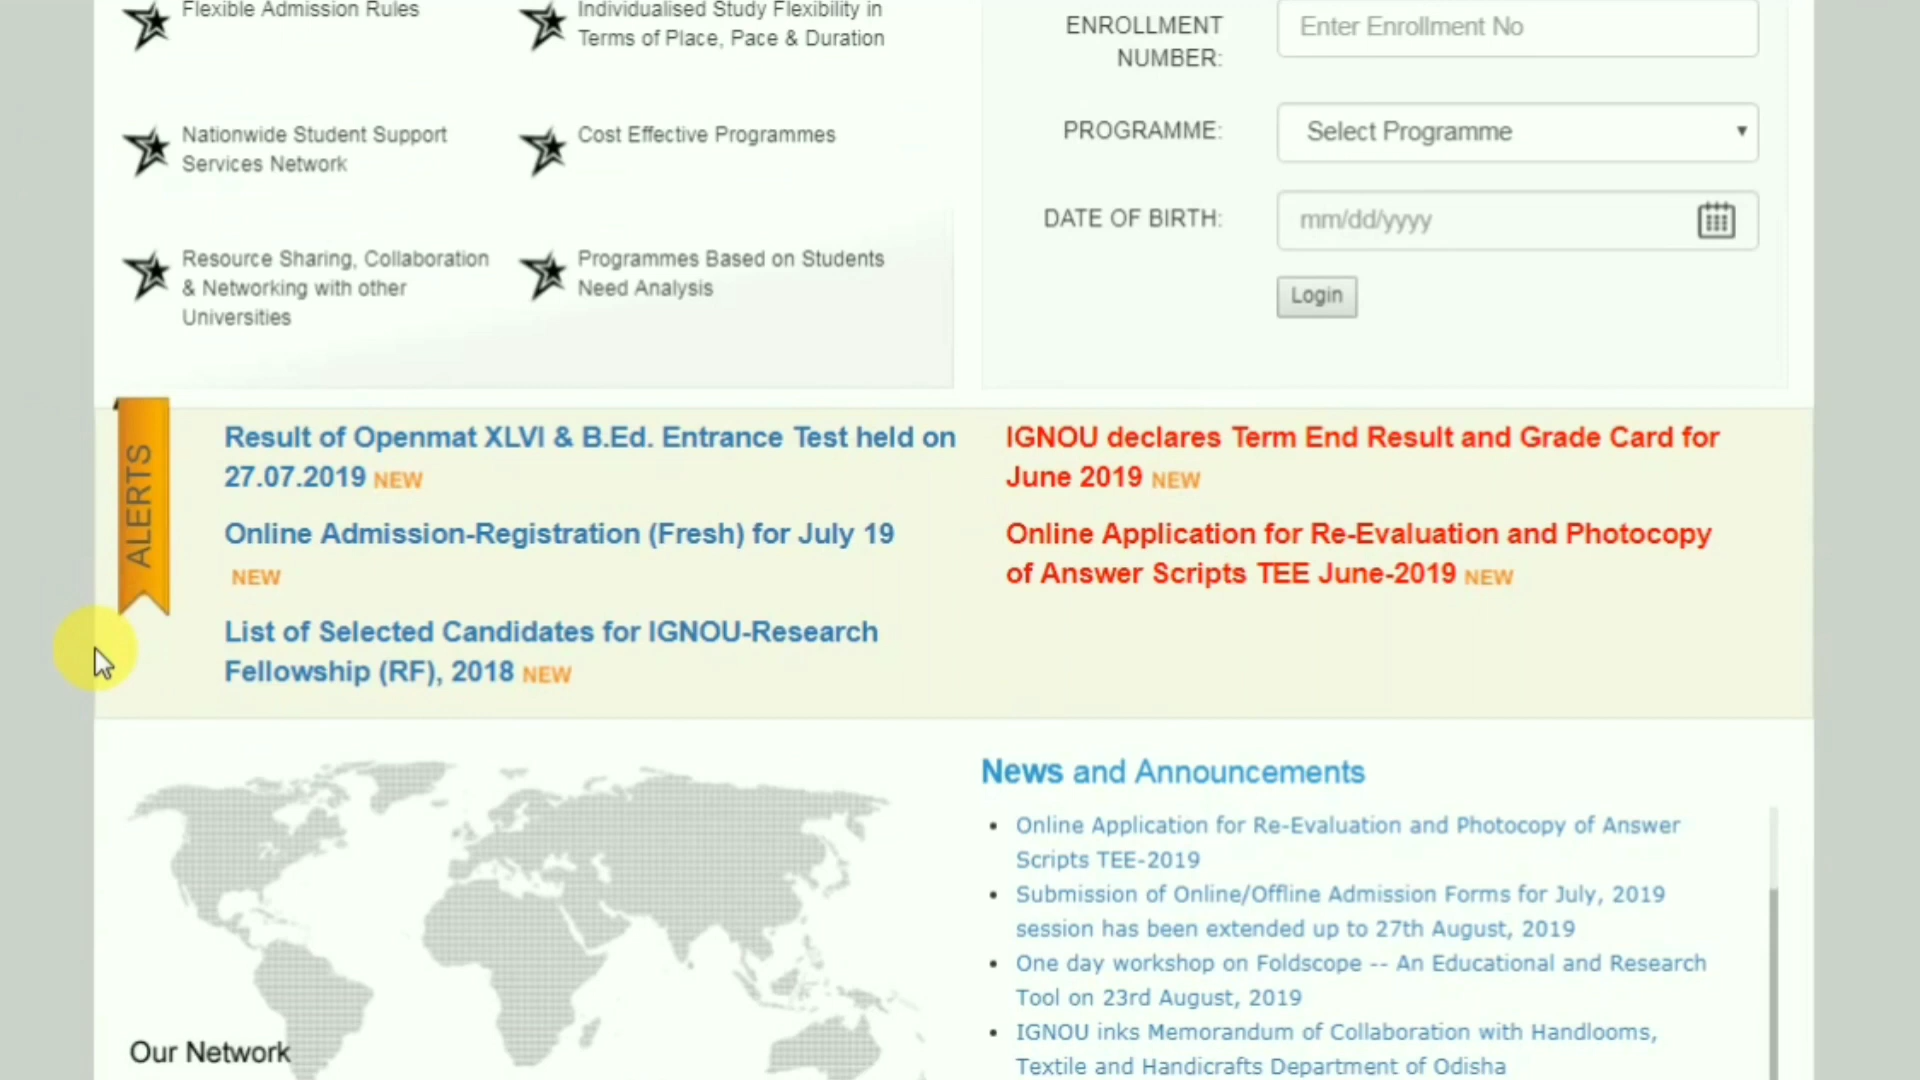 Flexible Admission Rules
Individualised Study Flexibility in
Terms of Place, Pace & Duration
Nationwide Student Support
Services Network
Cost Effective Programmes
Resource Sharing, Collaboration
& Networking with other
Universities
Programmes Based on Students
Need Analysis
ENROLLMENT
NUMBER:
Enter Enrollment No
PROGRAMME:
Select Programme
DATE OF BIRTH:
mm/dd/yyyy
Login
ALERTS
Result of Openmat XLVI & B.Ed. Entrance Test held on
27.07.2019 NEW
Online Admission-Registration (Fresh) for July 19
NEW
List of Selected Candidates for IGNOU-Research
Fellowship (RF), 2018 NEW
IGNOU declares Term End Result and Grade Card for
June 2019 NEW
Online Application for Re-Evaluation and Photocopy
of Answer Scripts TEE June-2019 NEW
Our Network
News and Announcements
Online Application for Re-Evaluation and Photocopy of Answer
Scripts TEE-2019
Submission of Online/Offline Admission Forms for July, 2019
session has been extended up to 27th August, 2019
One day workshop on Foldscope -- An Educational and Research
Tool on 23rd August, 2019
IGNOU inks Memorandum of Collaboration with Handlooms,
Textile and Handicrafts Department of Odisha